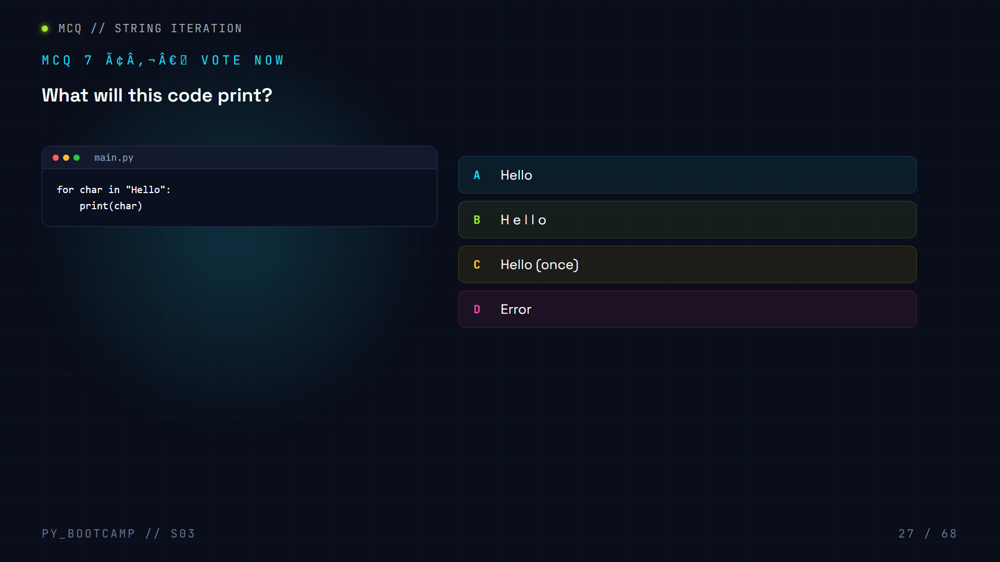 MCQ // STRING ITERATION
MCQ 7 Ã¢Â‚¬Â€ VOTE NOW
What will this code print?
main.py
for char in "Hello":
    print(char)
A Hello
B H e l l o
C Hello (once)
D Error
PY_BOOTCAMP // S03
27 / 68